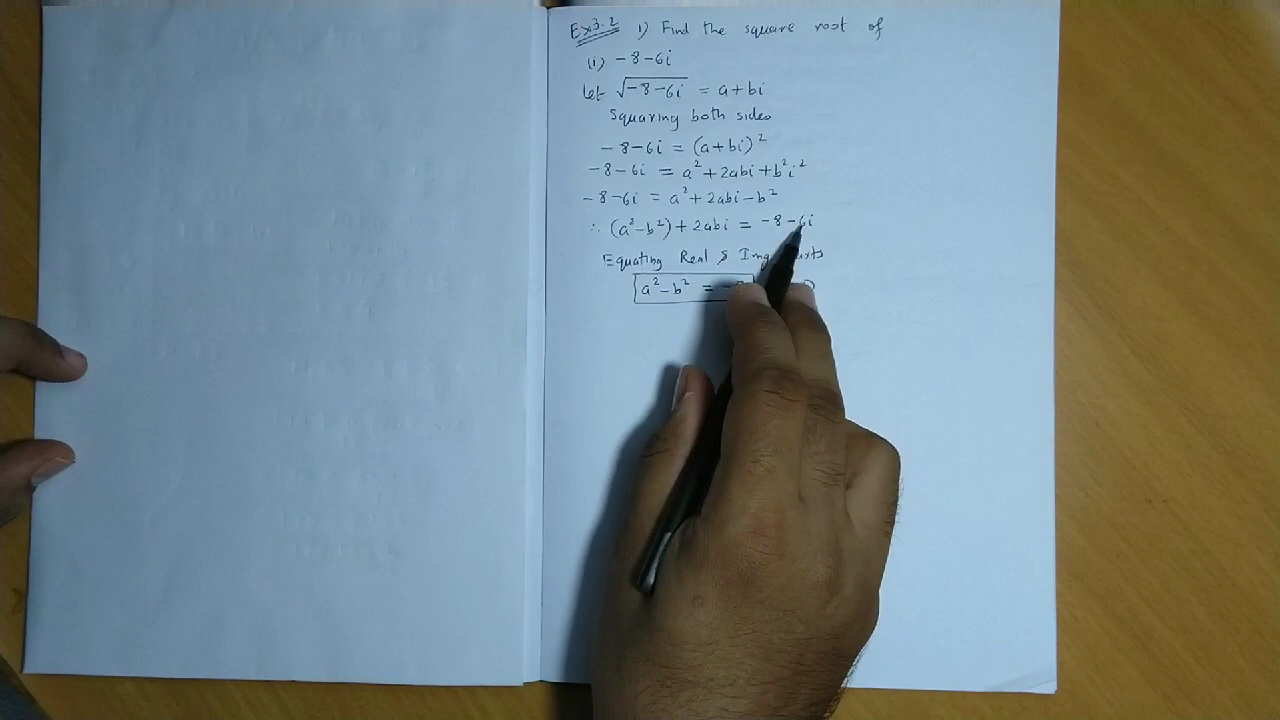 Ex3.2 1) Find the square root of
(i) -8-6i
let √-8-6i = a+bi
Squaring both sides
-8-6i = (a+bi)²
-8-6i = a²+2abi+b²i²
-8-6i = a²+2abi-b²
∴ (a²-b²)+2abi = -8-6i
Equating Real &
a²-b² =